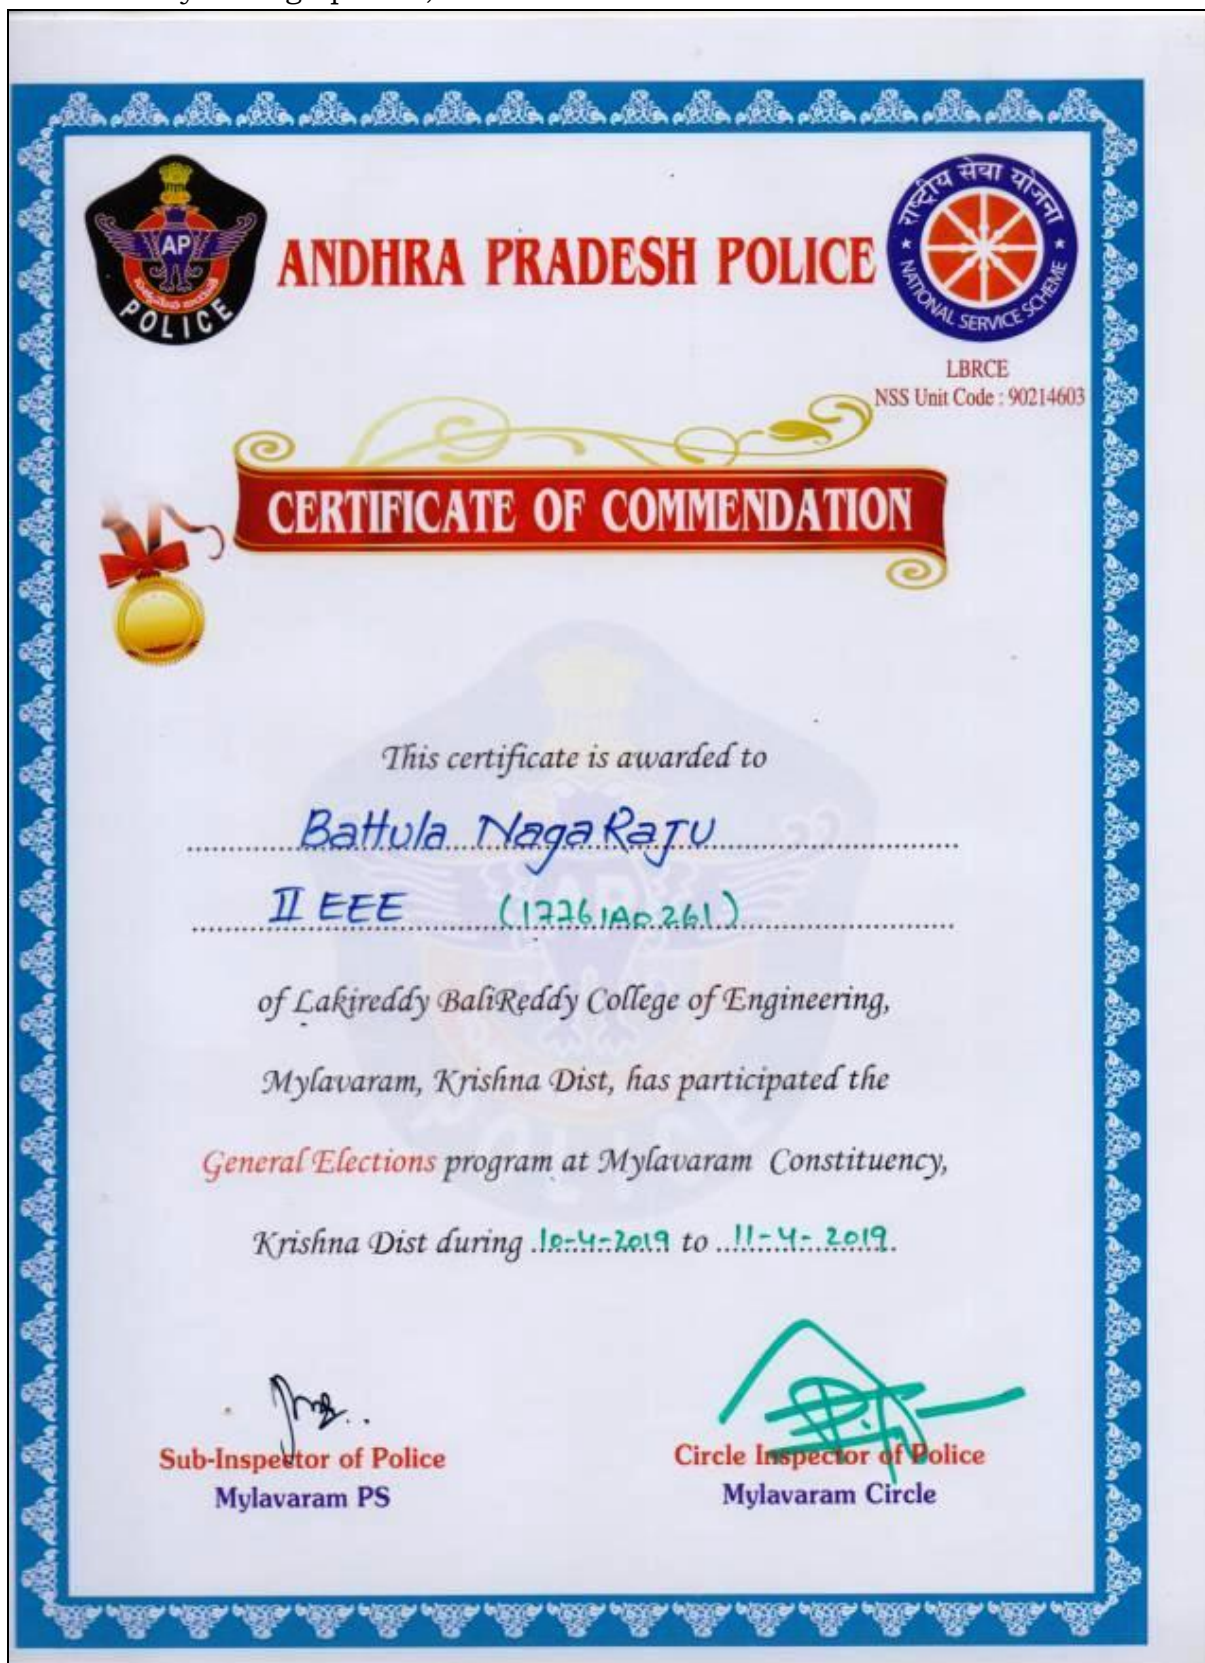 AP
POLICE
ANDHRA PRADESH POLICE
राष्ट्रीय सेवा योजना
NATIONAL SERVICE SCHEME
LBRCE
NSS Unit Code : 90214603
CERTIFICATE OF COMMENDATION
This certificate is awarded to
Battula NagaRaju
II EEE (17761A0261)
of Lakireddy BaliReddy College of Engineering,
Mylavaram, Krishna Dist, has participated the
General Elections program at Mylavaram Constituency,
Krishna Dist during 10-4-2019 to 11-4-2019.
Sub-Inspector of Police
Mylavaram PS
Circle Inspector of Police
Mylavaram Circle